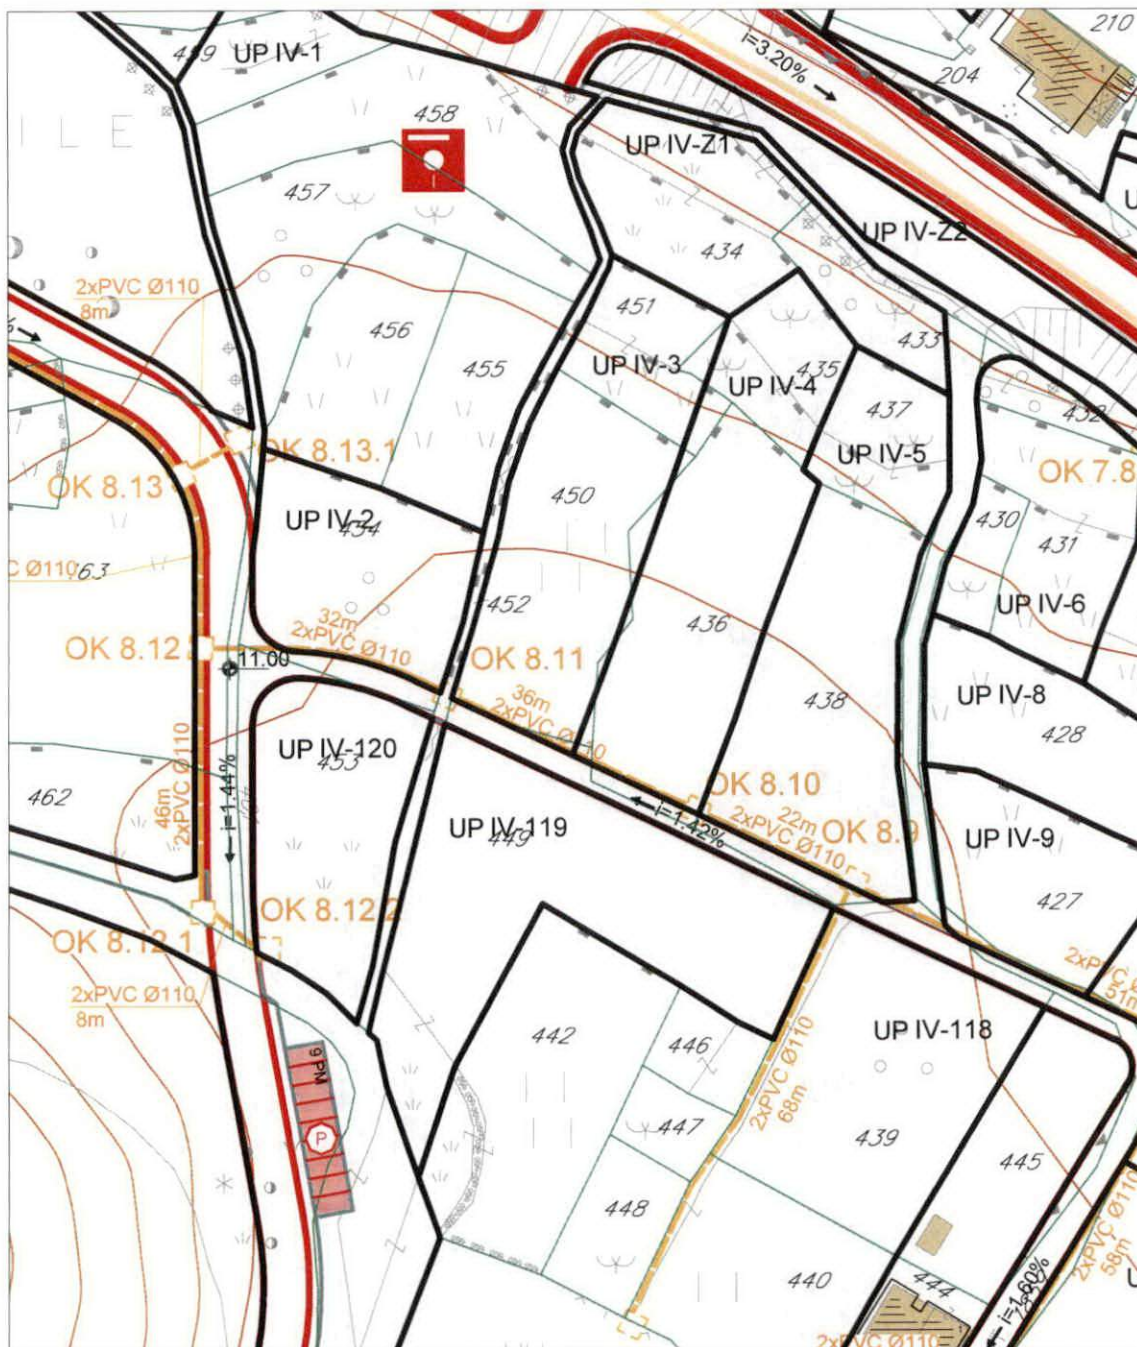 210
459
UP IV-1
i=3.20%
204
I L E
458
UP IV-Z1
457
UP IV-Z2
434
2xPVC Ø110
8m
451
456
433
455
UP IV-3
435
UP IV-4
437
432
OK 8.13.1
UP IV-5
OK 7.8
OK 8.13
450
430
UP IV-2
454
431
C Ø110
463
452
UP IV-6
32m
2xPVC Ø110
436
OK 8.12
11.00
OK 8.11
36m
2xPVC Ø110
438
UP IV-8
428
UP IV-120
453
46m
2xPVC Ø110
i=1.44%
462
OK 8.10
22m
2xPVC Ø110
OK 8.9
i=1.42%
UP IV-119
449
UP IV-9
427
OK 8.12.2
OK 8.12.1
2xPVC Ø110
8m
51m
442
446
UP IV-118
9 PM
2xPVC Ø110
68m
P
447
439
445
448
2xPVC Ø110
58m
440
444
i=1.60%
2xPVC Ø110